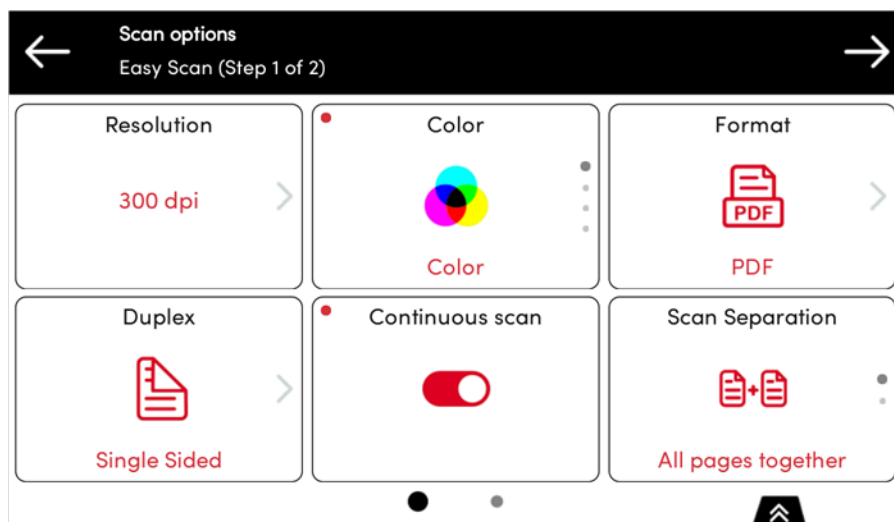 Scan options
Easy Scan (Step 1 of 2)
Resolution
300 dpi
Color
Color
Format
PDF
PDF
Duplex
Single Sided
Continuous scan
Scan Separation
All pages together